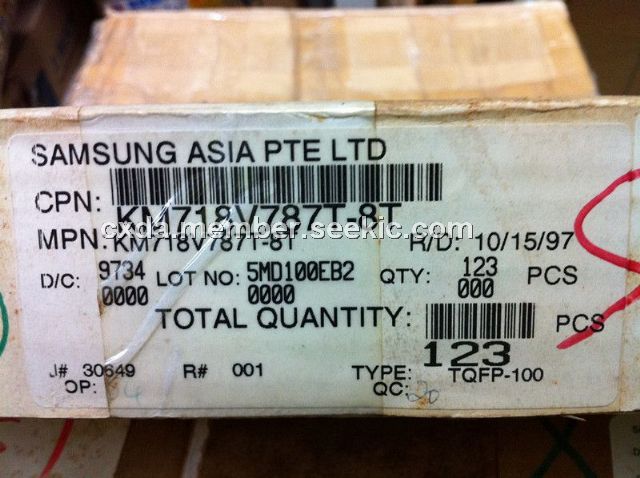 SAMSUNG ASIA PTE LTD
CPN: KM718V787T-8T
cxda.member.seekic.com
MPN: KM718V787T-8T R/D: 10/15/97
D/C: 9734 LOT NO: 5MD100EB2 QTY: 123 PCS
0000 0000 000
TOTAL QUANTITY: PCS
123
J# 30649 R# 001 TYPE: TQFP-100
OP: QC: